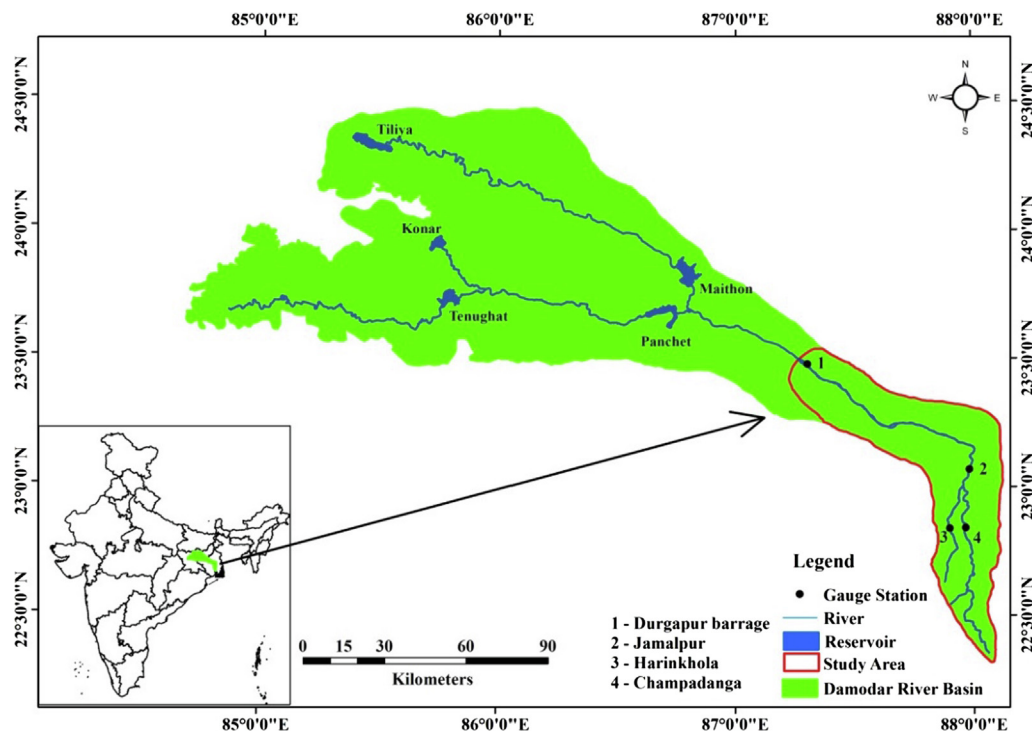 85°0'0"E 86°0'0"E 87°0'0"E 88°0'0"E
24°30'0"N
24°0'0"N
23°30'0"N
23°0'0"N
22°30'0"N
24°30'0"N
24°0'0"N
23°30'0"N
23°0'0"N
22°30'0"N
N
W E
S
Tiliya
Konar
Maithon
Tenughat
Panchet
1
2
3 4
Legend
Gauge Station
River
Reservoir
Study Area
Damodar River Basin
1 - Durgapur barrage
2 - Jamalpur
3 - Harinkhola
4 - Champadanga
0 15 30 60 90
Kilometers
85°0'0"E 86°0'0"E 87°0'0"E 88°0'0"E